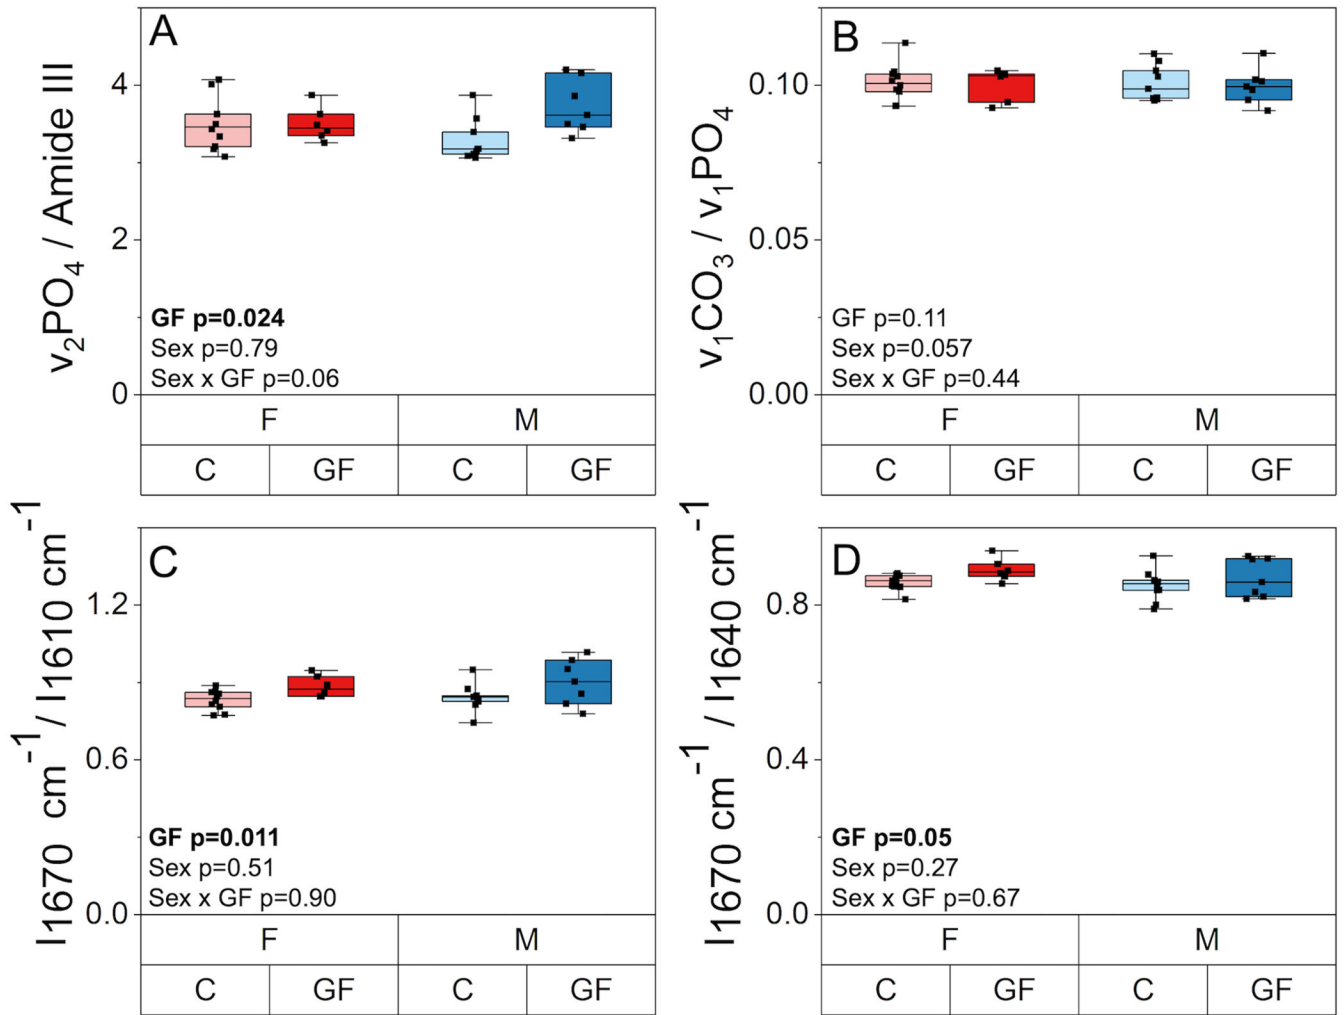 A
v₂PO₄ / Amide III
4
2
0
GF p=0.024
Sex p=0.79
Sex x GF p=0.06
F M
C GF C GF
B
v₁CO₃ / v₁PO₄
0.10
0.05
0.00
GF p=0.11
Sex p=0.057
Sex x GF p=0.44
F M
C GF C GF
C
I1670 cm⁻¹ / I1610 cm⁻¹
1.2
0.6
0.0
GF p=0.011
Sex p=0.51
Sex x GF p=0.90
F M
C GF C GF
D
I1670 cm⁻¹ / I1640 cm⁻¹
0.8
0.4
0.0
GF p=0.05
Sex p=0.27
Sex x GF p=0.67
F M
C GF C GF